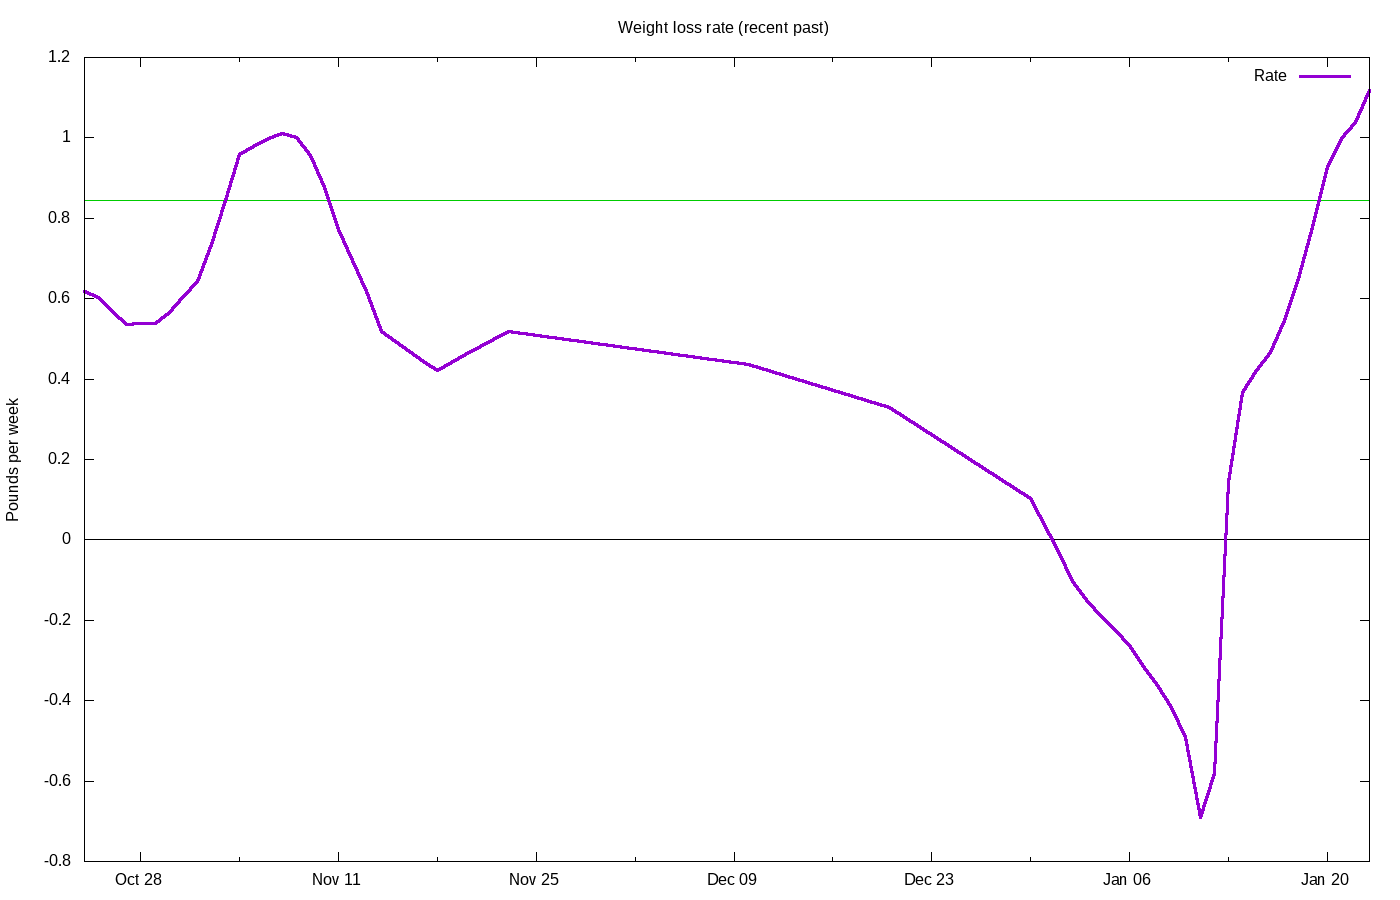 Weight loss rate (recent past)
Rate
1.2
1
0.8
0.6
0.4
0.2
0
-0.2
-0.4
-0.6
-0.8
Pounds per week
Oct 28
Nov 11
Nov 25
Dec 09
Dec 23
Jan 06
Jan 20